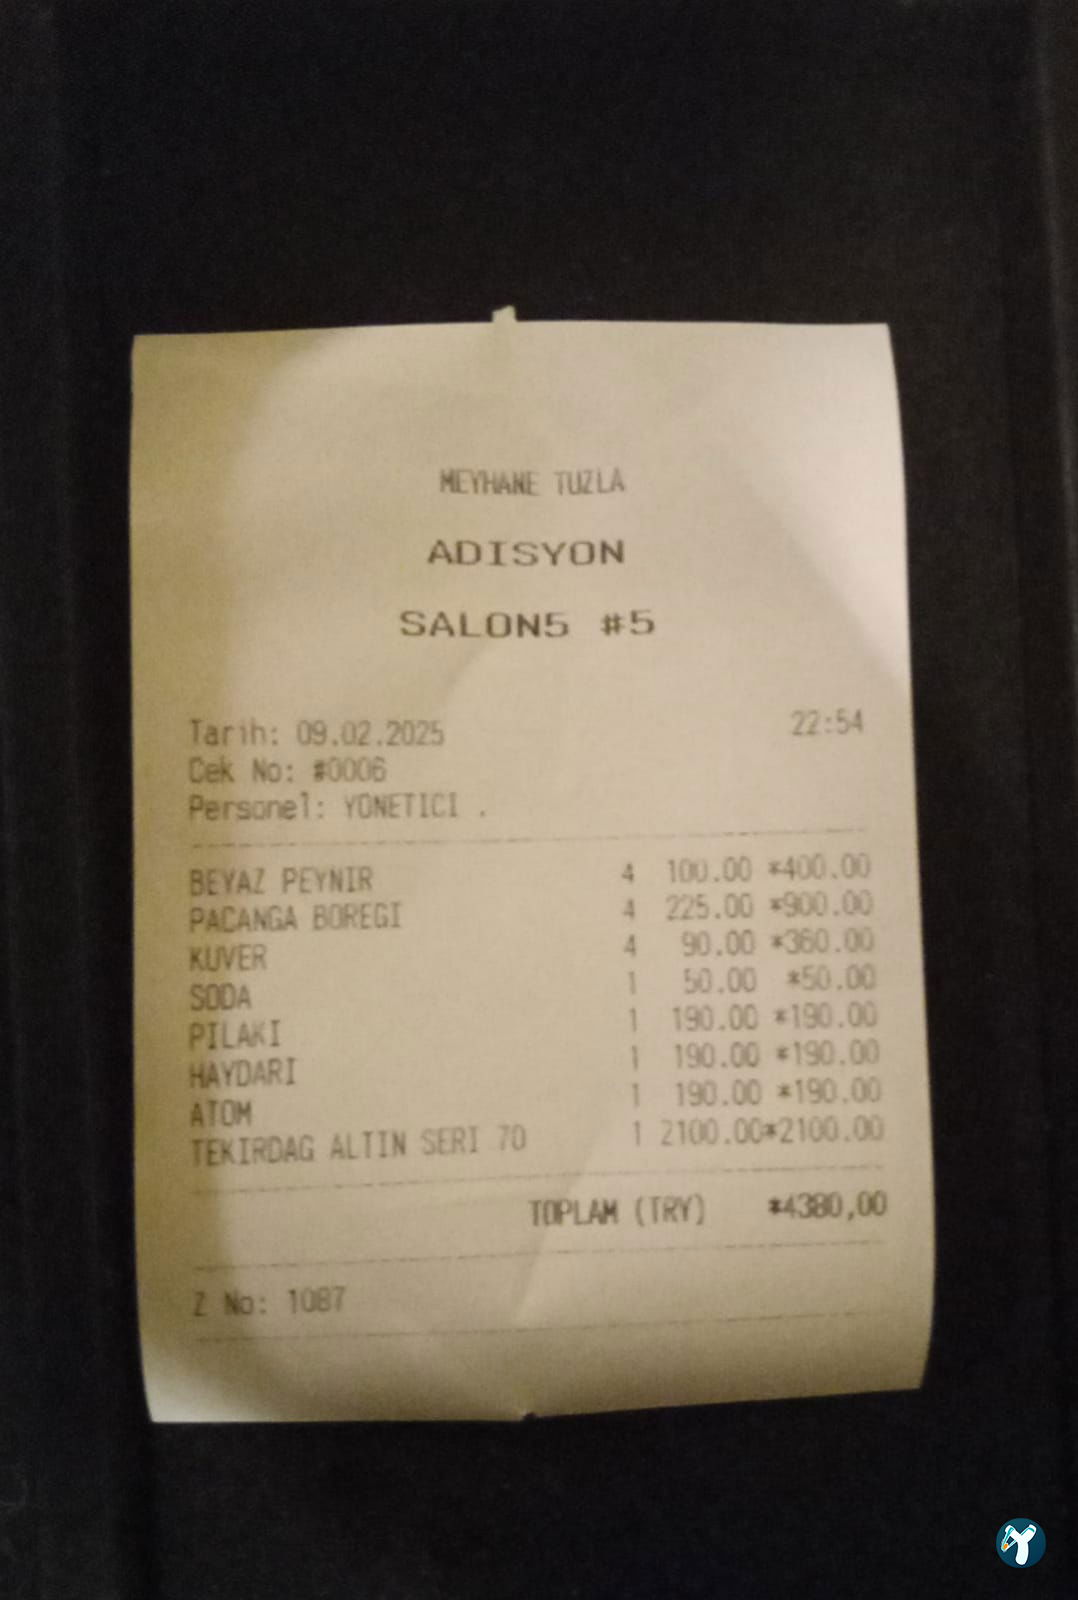 MEYHANE TUZLA
ADISYON
SALON5 #5
Tarih: 09.02.2025 22:54
Cek No: #0006
Personel: YONETICI .
BEYAZ PEYNIR 4 100.00 *400.00
PACANGA BOREGI 4 225.00 *900.00
KUVER 4 90.00 *360.00
SODA 1 50.00 *50.00
PILAKI 1 190.00 *190.00
HAYDARI 1 190.00 *190.00
ATOM 1 190.00 *190.00
TEKIRDAG ALTIN SERI 70 1 2100.00*2100.00
TOPLAM (TRY) *4380,00
Z No: 1087